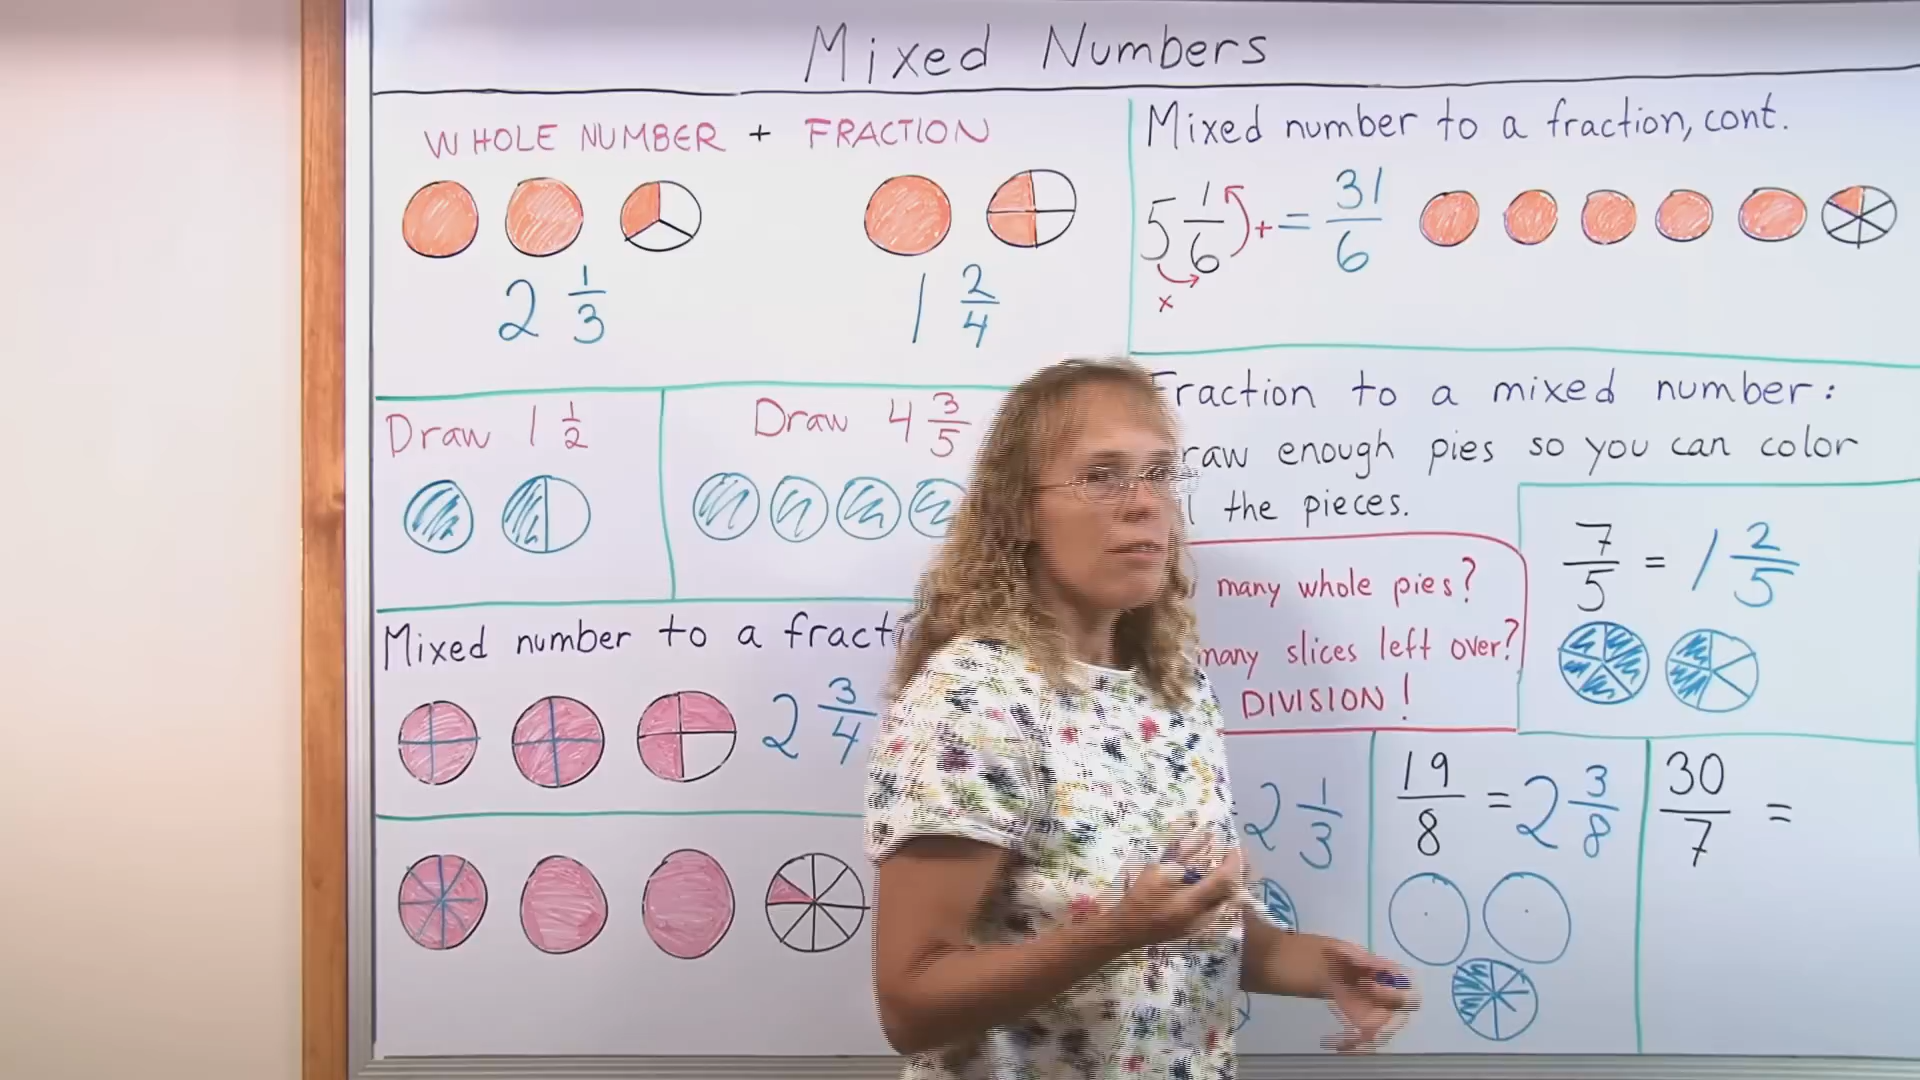 Mixed Numbers
WHOLE NUMBER + FRACTION
2 1/3
1 2/4
Draw 1 1/2
Draw 4 3/5
Mixed number to a
2 3/4
Mixed number to a fraction, cont.
5 1/6 + = 31/6
x
to a mixed number:
enough pies so you can color
the pieces.
many whole pies?
many slices left over?
DIVISION!
7/5 = 1 2/5
2 1/3
19/8 = 2 3/8
30/7 =